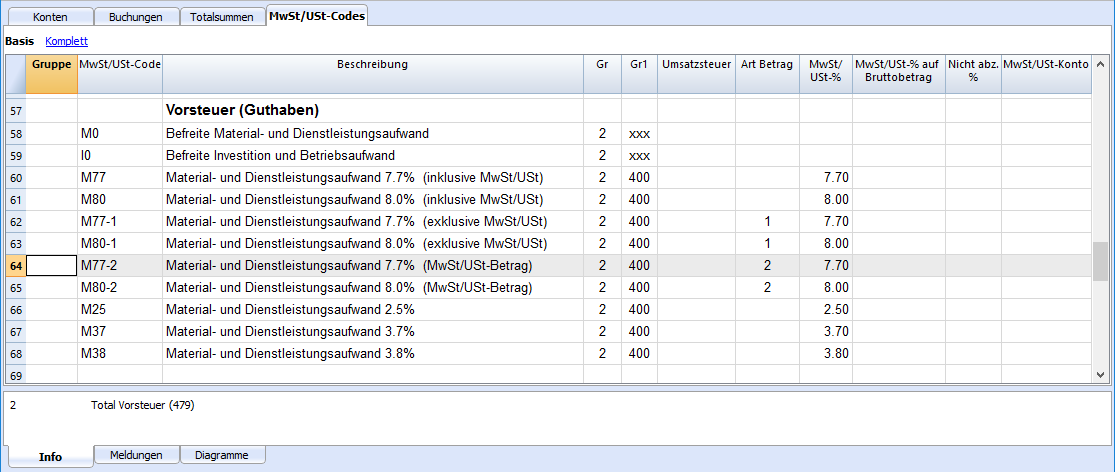 Konten Buchungen Totalsummen MwSt/USt-Codes
Basis Komplett
Gruppe MwSt/USt-Code Beschreibung Gr Gr1 Umsatzsteuer Art Betrag MwSt/ MwSt/USt-% auf Nicht abz. MwSt/USt-Konto
USt-% Bruttobetrag %
57 Vorsteuer (Guthaben)
58 M0 Befreite Material- und Dienstleistungsaufwand 2 xxx
59 I0 Befreite Investition und Betriebsaufwand 2 xxx
60 M77 Material- und Dienstleistungsaufwand 7.7% (inklusive MwSt/USt) 2 400 7.70
61 M80 Material- und Dienstleistungsaufwand 8.0% (inklusive MwSt/USt) 2 400 8.00
62 M77-1 Material- und Dienstleistungsaufwand 7.7% (exklusive MwSt/USt) 2 400 1 7.70
63 M80-1 Material- und Dienstleistungsaufwand 8.0% (exklusive MwSt/USt) 2 400 1 8.00
64 M77-2 Material- und Dienstleistungsaufwand 7.7% (MwSt/USt-Betrag) 2 400 2 7.70
65 M80-2 Material- und Dienstleistungsaufwand 8.0% (MwSt/USt-Betrag) 2 400 2 8.00
66 M25 Material- und Dienstleistungsaufwand 2.5% 2 400 2.50
67 M37 Material- und Dienstleistungsaufwand 3.7% 2 400 3.70
68 M38 Material- und Dienstleistungsaufwand 3.8% 2 400 3.80
69
2 Total Vorsteuer (479)
Info Meldungen Diagramme